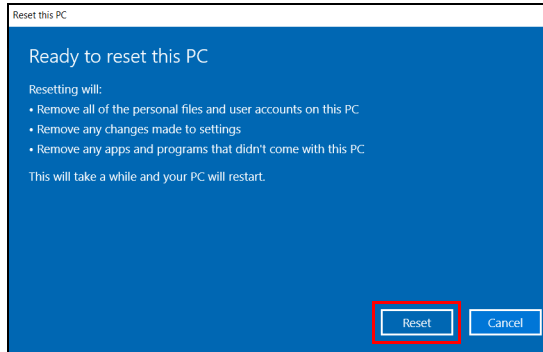 Reset this PC
Ready to reset this PC
Resetting will:
• Remove all of the personal files and user accounts on this PC
• Remove any changes made to settings
• Remove any apps and programs that didn't come with this PC
This will take a while and your PC will restart.
Reset Cancel